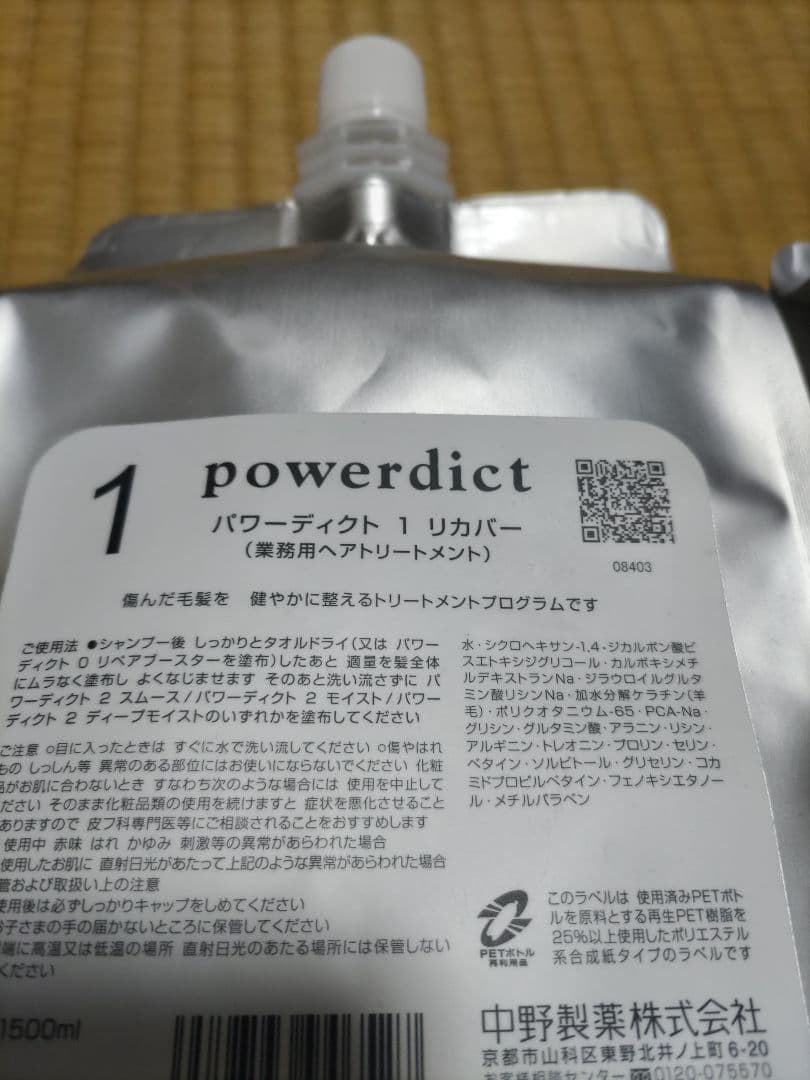 1
powerdict
パワーディクト 1 リカバー
(業務用ヘアトリートメント)
08403
傷んだ毛髪を 健やかに整えるトリートメントプログラムです
ご使用法 ●シャンプー後 しっかりとタオルドライ(又は パワー
ディクト 0 リペアブースターを塗布)したあと 適量を髪全体
にムラなく塗布し よくなじませます そのあと洗い流さずに パ
ワーディクト 2 スムース/パワーディクト 2 モイスト/パワー
ディクト 2 ディープモイストのいずれかを塗布してください
ご注意 ○目に入ったときは すぐに水で洗い流してください ○傷やはれ
もの しっしん等 異常のある部位にはお使いにならないでください 化粧
品がお肌に合わないとき すなわち次のような場合には 使用を中止して
ださい そのまま化粧品類の使用を続けますと 症状を悪化させること
ありますので 皮フ科専門医等にご相談されることをおすすめします
使用中 赤味 はれ かゆみ 刺激等の異常があらわれた場合
使用したお肌に 直射日光があたって上記のような異常があらわれた場合
管および取扱い上の注意
使用後は必ずしっかりキャップをしめてください
お子さまの手の届かないところに保管してください
端に高温又は低温の場所 直射日光のあたる場所には保管しない
ください
1500ml
水・シクロヘキサン-1,4-ジカルボン酸ビ
スエトキシジグリコール・カルボキシメチ
ルデキストランNa・ジラウロイルグルタ
ミン酸リシンNa・加水分解ケラチン(羊
毛)・ポリクオタニウム-65・PCA-Na・
グリシン・グルタミン酸・アラニン・リシン・
アルギニン・トレオニン・プロリン・セリン・
ベタイン・ソルビトール・グリセリン・コカ
ミドプロピルベタイン・フェノキシエタノー
ル・メチルパラベン
PETボトル
再利用品
このラベルは 使用済みPETボト
ルを原料とする再生PET樹脂を
25%以上使用したポリエステル
系合成紙タイプのラベルです
中野製薬株式会社
京都市山科区東野北井ノ上町6-20
お客様相談センター 0120-075570